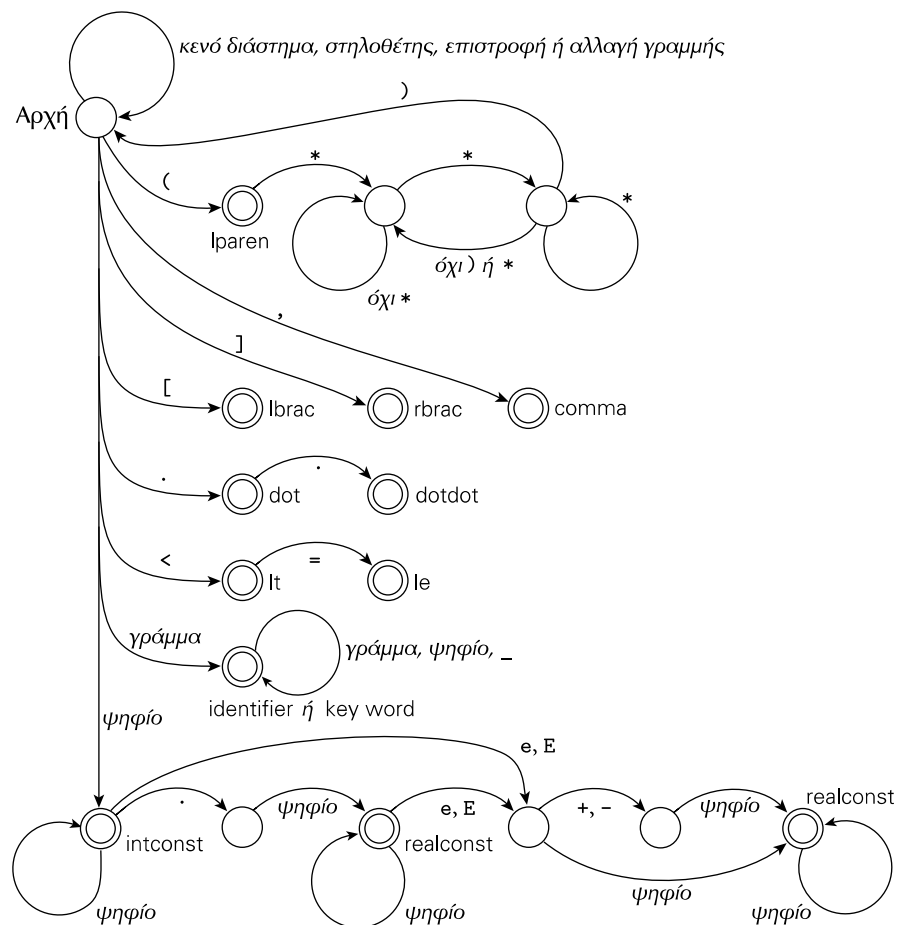 κενό διάστημα, στηλοθέτης, επιστροφή ή αλλαγή γραμμής
Αρχή
)
(
*
*
*
lparen
όχι ) ή *
όχι *
,
]
[
lbrac
rbrac
comma
.
.
dot
dotdot
<
=
lt
le
γράμμα
γράμμα, ψηφίο, _
identifier ή key word
ψηφίο
e, E
.
ψηφίο
e, E
+, -
ψηφίο
realconst
intconst
realconst
ψηφίο
ψηφίο
ψηφίο
ψηφίο